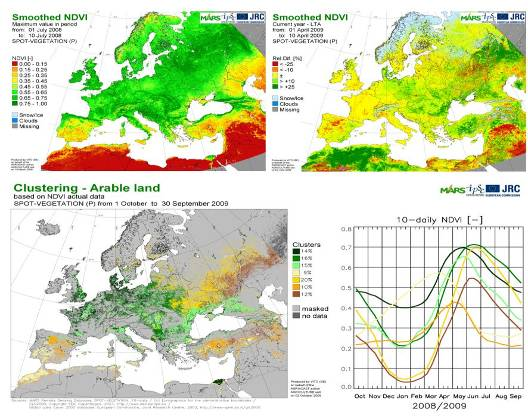 Smoothed NDVI
Maximum value in period
from: 01 July 2008
to: 10 July 2008
SPOT-VEGETATION (P)
MARS
JRC
NDVI [-]
0.00 - 0.15
0.15 - 0.25
0.25 - 0.35
0.35 - 0.45
0.45 - 0.55
0.55 - 0.65
0.65 - 0.75
0.75 - 1.00
Snow/Ice
Clouds
Missing
Smoothed NDVI
Current year - LTA
from: 01 April 2009
to: 10 April 2009
SPOT-VEGETATION (P)
MARS
JRC
Rel.Dif. [%]
< -25
< -10
±
> +10
> +25
Snow/Ice
Clouds
Missing
Clustering - Arable land
based on NDVI actual data
SPOT-VEGETATION (P) from 1 October to 30 September 2009
MARS
JRC
Clusters
14%
16%
15%
9%
20%
10%
12%
masked
no data
10-daily NDVI [-]
0.8
0.7
0.6
0.5
0.4
0.3
0.2
0.1
0.0
Oct Nov Dec Jan Feb Mar Apr May Jun Jul Aug Sep
2008/2009